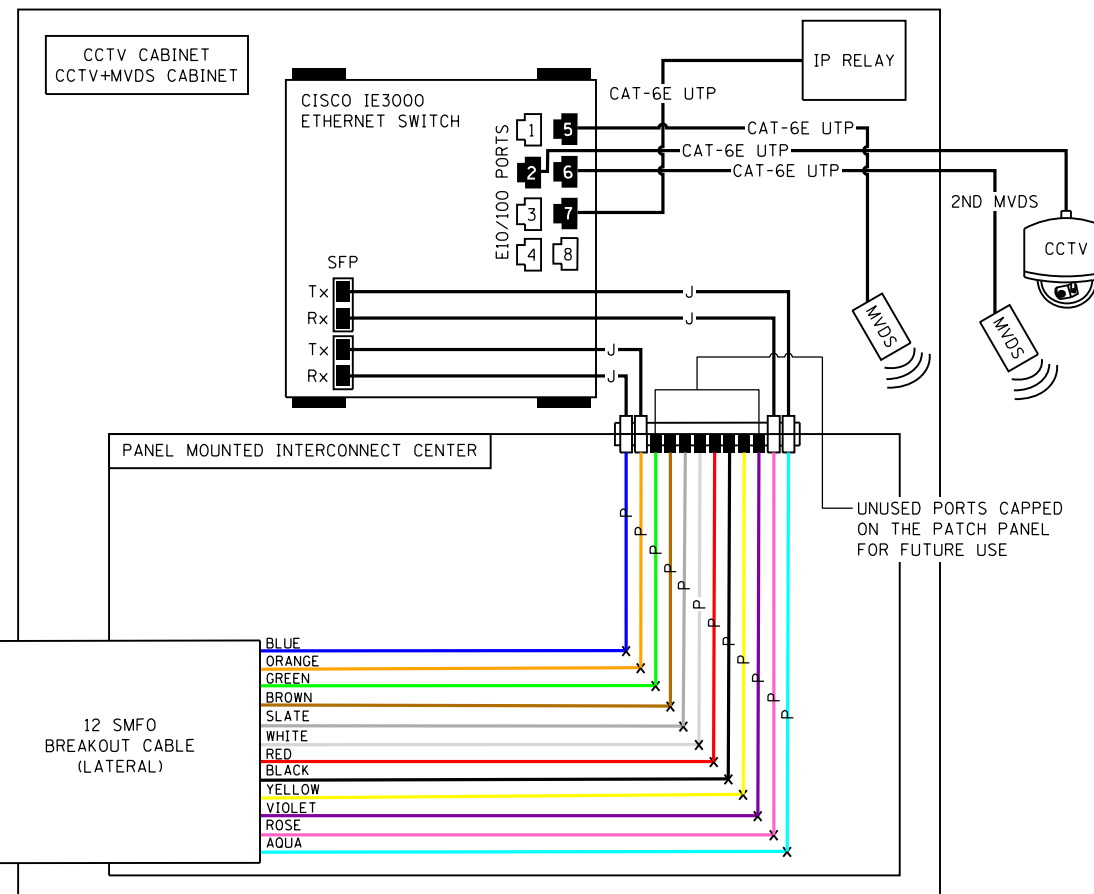 CCTV CABINET
CCTV+MVDS CABINET
CISCO IE3000
ETHERNET SWITCH
IP RELAY
CAT-6E UTP
E10/100 PORTS
1
5
2
6
3
7
4
8
CAT-6E UTP
CAT-6E UTP
CAT-6E UTP
2ND MVDS
CCTV
MVDS
MVDS
SFP
Tx
Rx
Tx
Rx
J
J
J
J
PANEL MOUNTED INTERCONNECT CENTER
UNUSED PORTS CAPPED
ON THE PATCH PANEL
FOR FUTURE USE
P
P
P
P
P
P
P
P
P
P
P
P
12 SMFO
BREAKOUT CABLE
(LATERAL)
BLUE
ORANGE
GREEN
BROWN
SLATE
WHITE
RED
BLACK
YELLOW
VIOLET
ROSE
AQUA